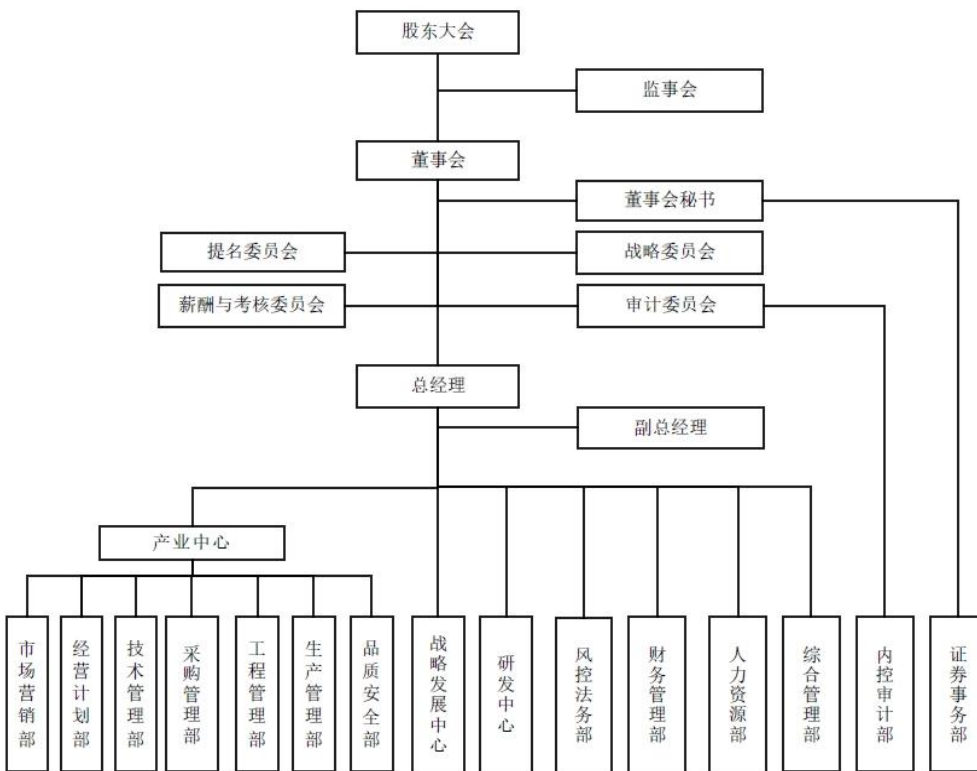 股东大会
监事会
董事会
董事会秘书
提名委员会
战略委员会
薪酬与考核委员会
审计委员会
总经理
副总经理
产业中心
市场营销部
经营计划部
技术管理部
采购管理部
工程管理部
生产管理部
品质安全部
战略发展中心
研发中心
风控法务部
财务管理部
人力资源部
综合管理部
内控审计部
证券事务部